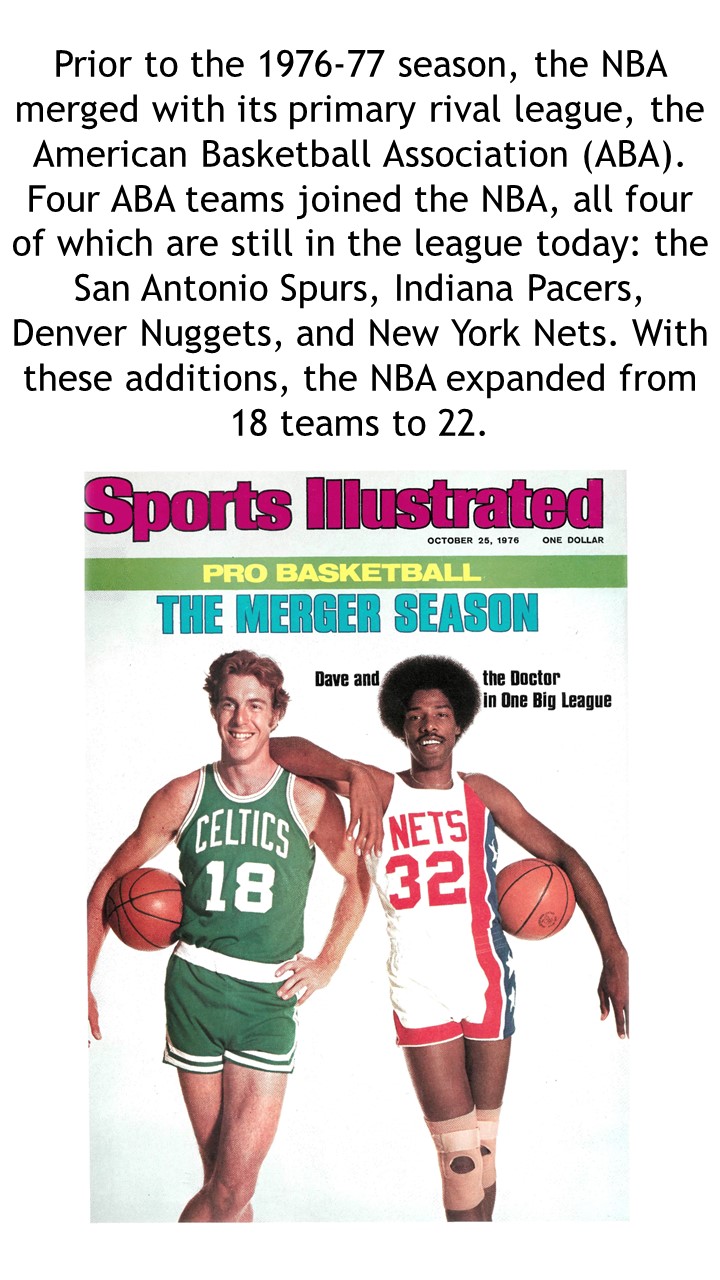 Prior to the 1976-77 season, the NBA
merged with its primary rival league, the
American Basketball Association (ABA).
Four ABA teams joined the NBA, all four
of which are still in the league today: the
San Antonio Spurs, Indiana Pacers,
Denver Nuggets, and New York Nets. With
these additions, the NBA expanded from
18 teams to 22.
Sports Illustrated
OCTOBER 25, 1976 ONE DOLLAR
PRO BASKETBALL
THE MERGER SEASON
Dave and the Doctor
in One Big League
CELTICS
18
NETS
32